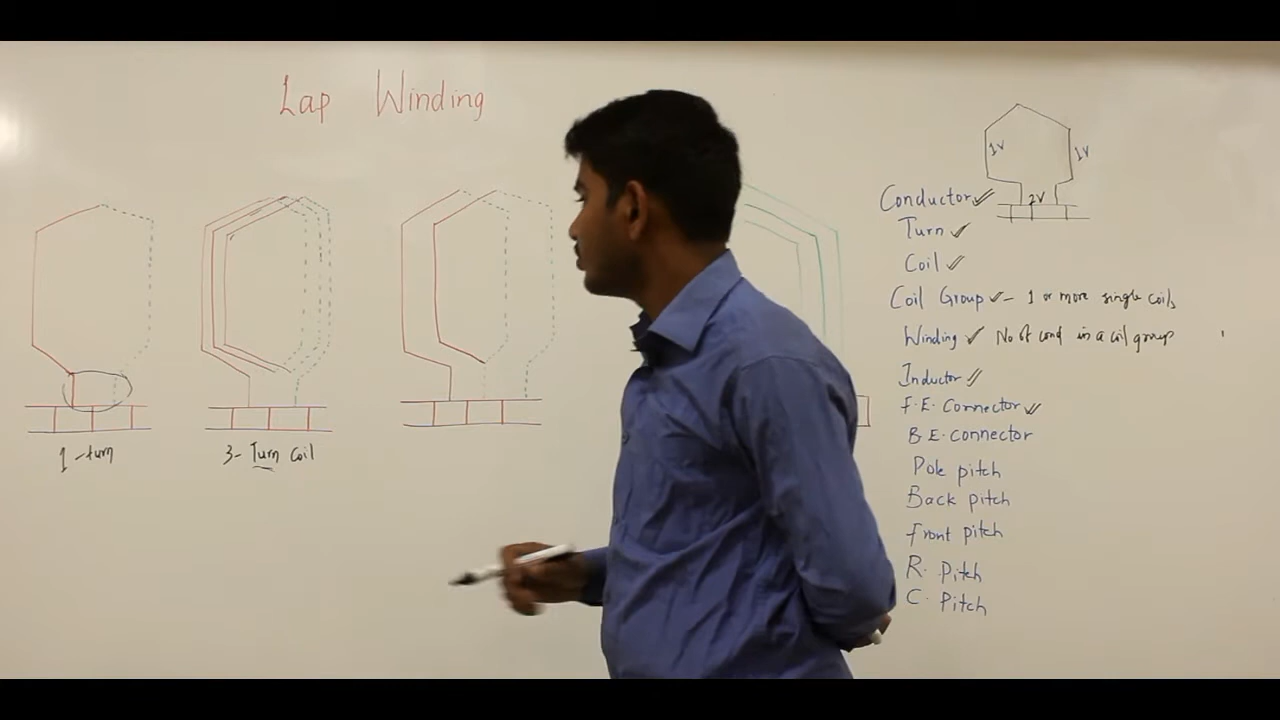 Lap Winding
1V 1V
2V
Conductor
Turn
Coil
Coil Group - 1 or more single coils
Winding No of cond in a coil group
Inductor
F.E. Connector
B.E. connector
Pole pitch
Back pitch
front pitch
R. Pitch
C. Pitch
1-turn
3-Turn coil